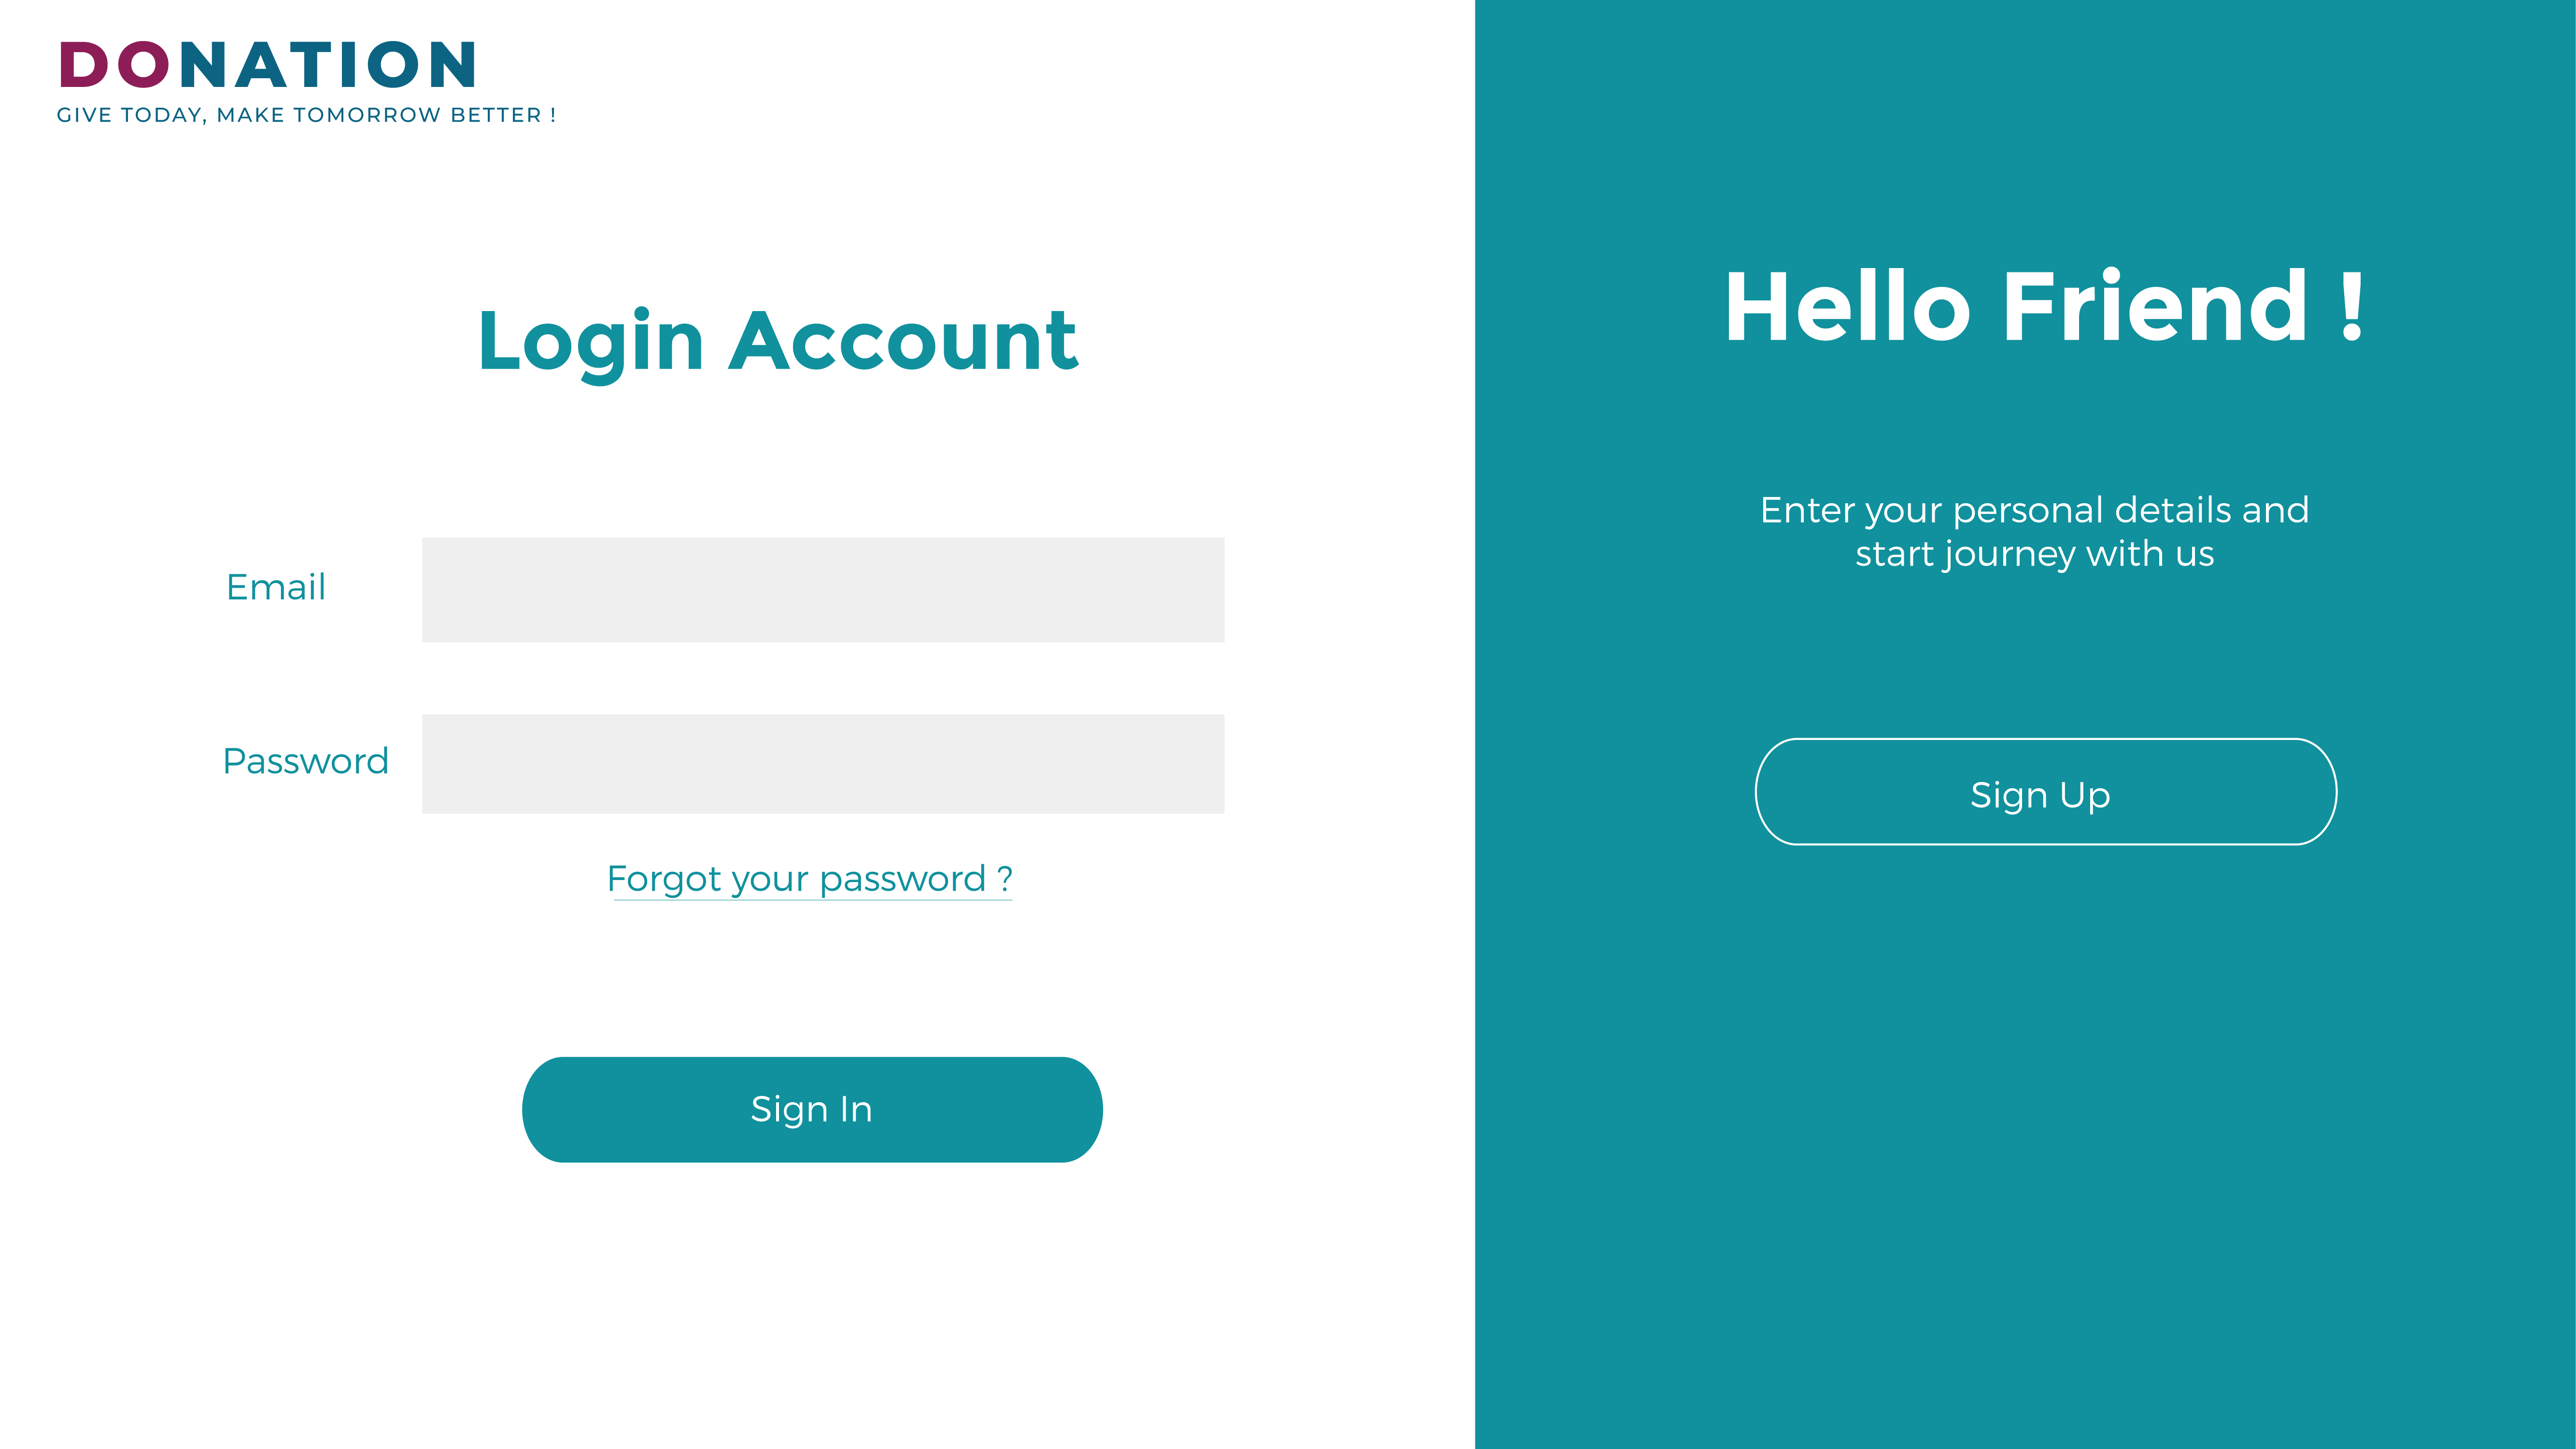 DONATION
GIVE TODAY, MAKE TOMORROW BETTER !
Login Account
Email
Password
Forgot your password ?
Sign In
Hello Friend !
Enter your personal details and
start journey with us
Sign Up